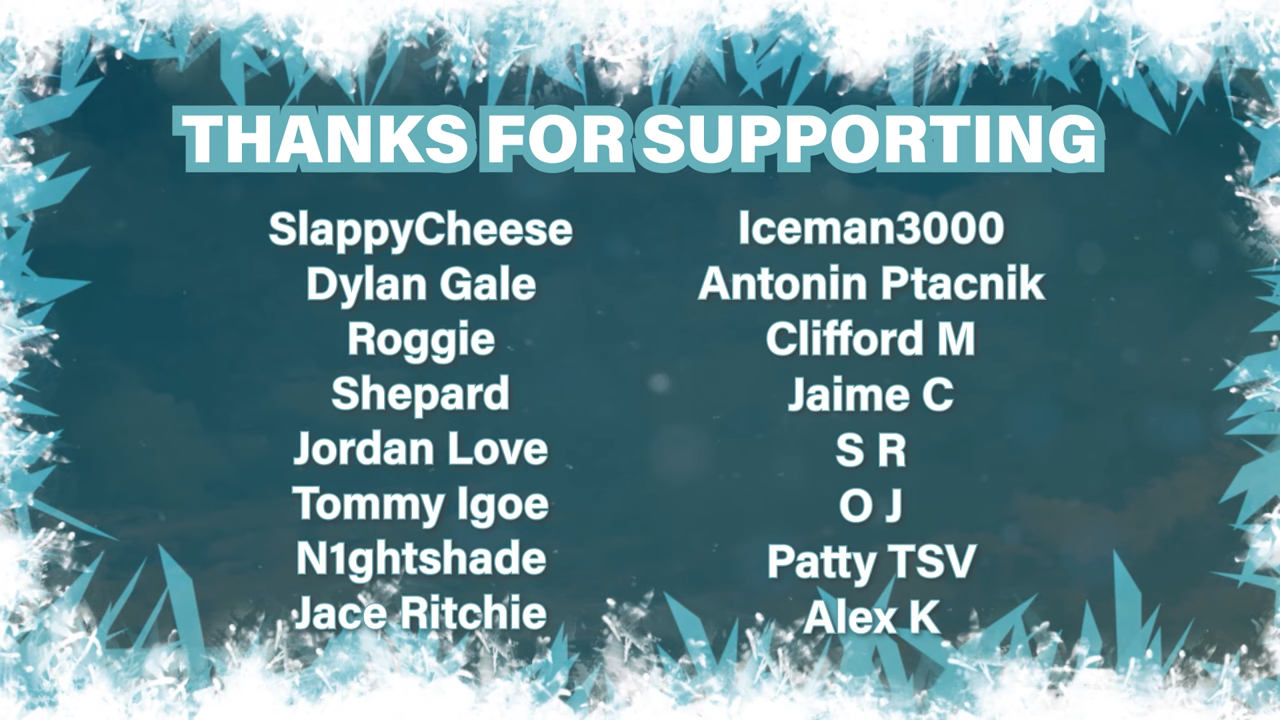 THANKS FOR SUPPORTING
SlappyCheese
Dylan Gale
Roggie
Shepard
Jordan Love
Tommy Igoe
N1ghtshade
Jace Ritchie
Iceman3000
Antonin Ptacnik
Clifford M
Jaime C
S R
O J
Patty TSV
Alex K